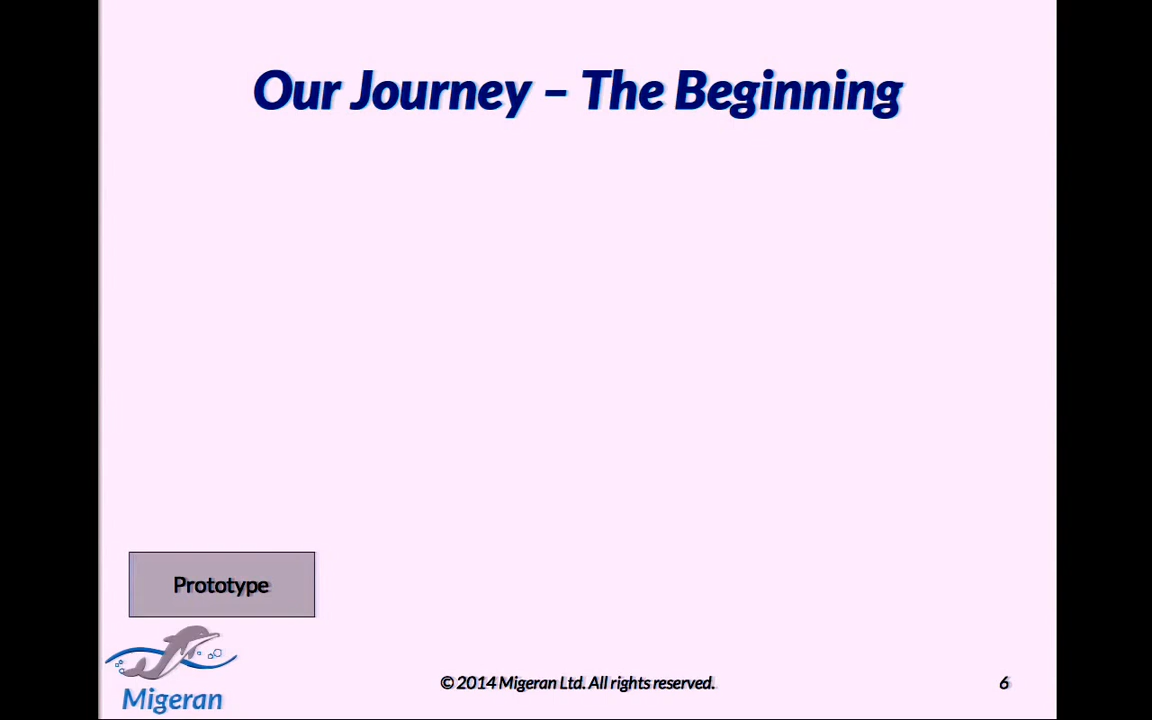 Our Journey – The Beginning
Prototype
Migeran
© 2014 Migeran Ltd. All rights reserved.
6